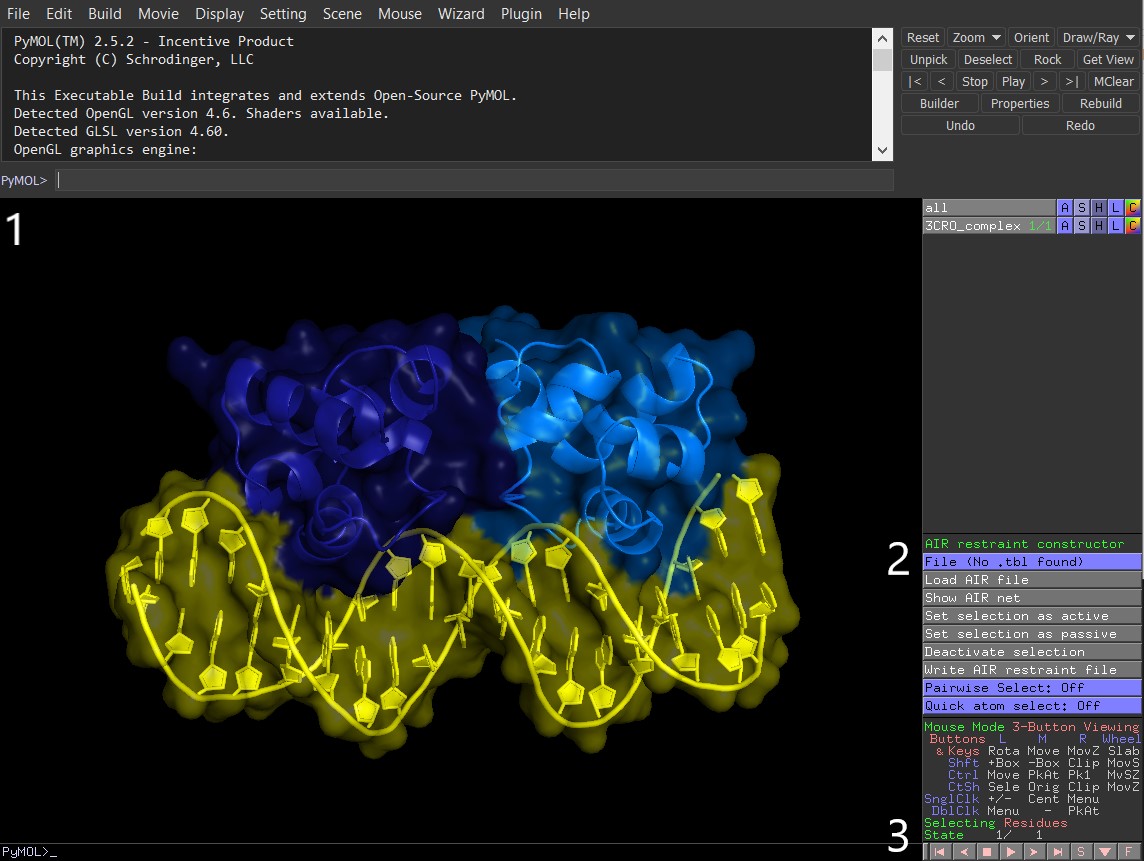 File Edit Build Movie Display Setting Scene Mouse Wizard Plugin Help
PyMOL(TM) 2.5.2 - Incentive Product
Copyright (C) Schrodinger, LLC
This Executable Build integrates and extends Open-Source PyMOL.
Detected OpenGL version 4.6. Shaders available.
Detected GLSL version 4.60.
OpenGL graphics engine:
PyMOL>
Reset Zoom Orient Draw/Ray
Unpick Deselect Rock Get View
|< < Stop Play > >| MClear
Builder Properties Rebuild
Undo Redo
1
all A S H L C
3CRO_complex 1/1 A S H L C
2
AIR restraint constructor
File (No .tbl found)
Load AIR file
Show AIR net
Set selection as active
Set selection as passive
Deactivate selection
Write AIR restraint file
Pairwise Select: Off
Quick atom select: Off
Mouse Mode 3-Button Viewing
Buttons L M R Wheel
& Keys Rota Move MovZ Slab
Shft +Box -Box Clip MovS
Ctrl Move PkAt Pk1 MvSZ
CtSh Sele Orig Clip MovZ
SnglClk +/- Cent Menu
DblClk Menu - PkAt
Selecting Residues
State 1/ 1
3
S F
PyMOL>_